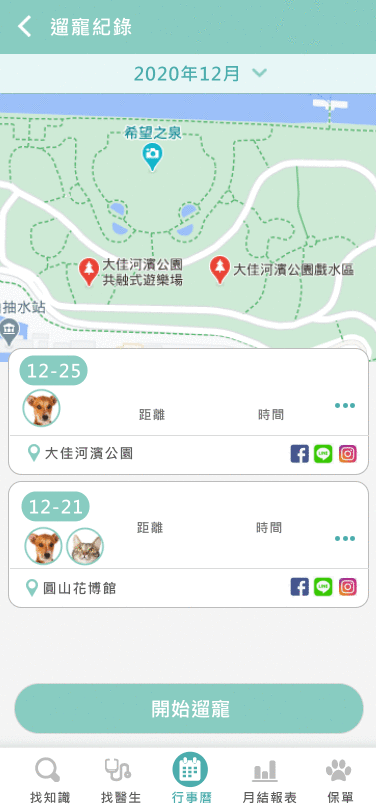 遛寵紀錄
2020年12月
希望之泉
大佳河濱公園
共融式遊樂場
大佳河濱公園戲水區
抽水站
12-25
距離
時間
大佳河濱公園
12-21
距離
時間
圓山花博館
開始遛寵
找知識
找醫生
行事曆
月結報表
保單